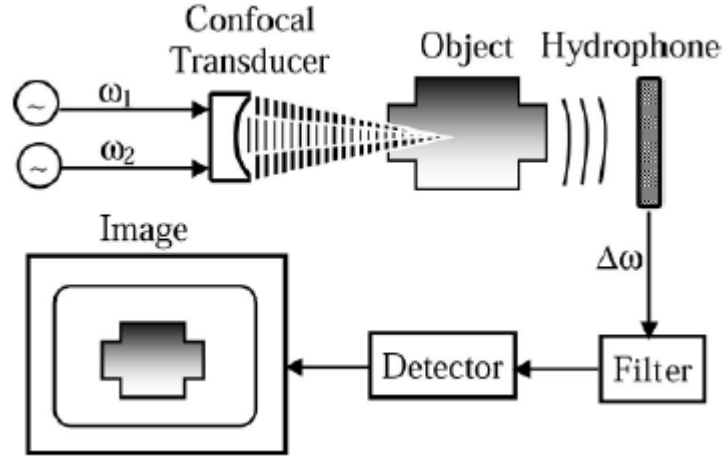 Confocal
Transducer
Object
Hydrophone
~
ω1
~
ω2
Image
Δω
Detector
Filter